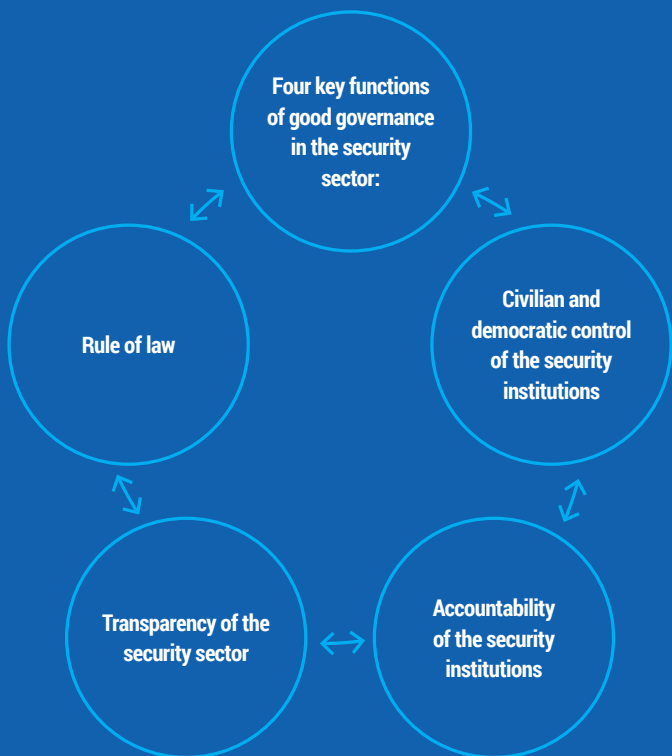 Four key functions
of good governance
in the security
sector:
Civilian and
democratic control
of the security
institutions
Accountability
of the security
institutions
Transparency of the
security sector
Rule of law